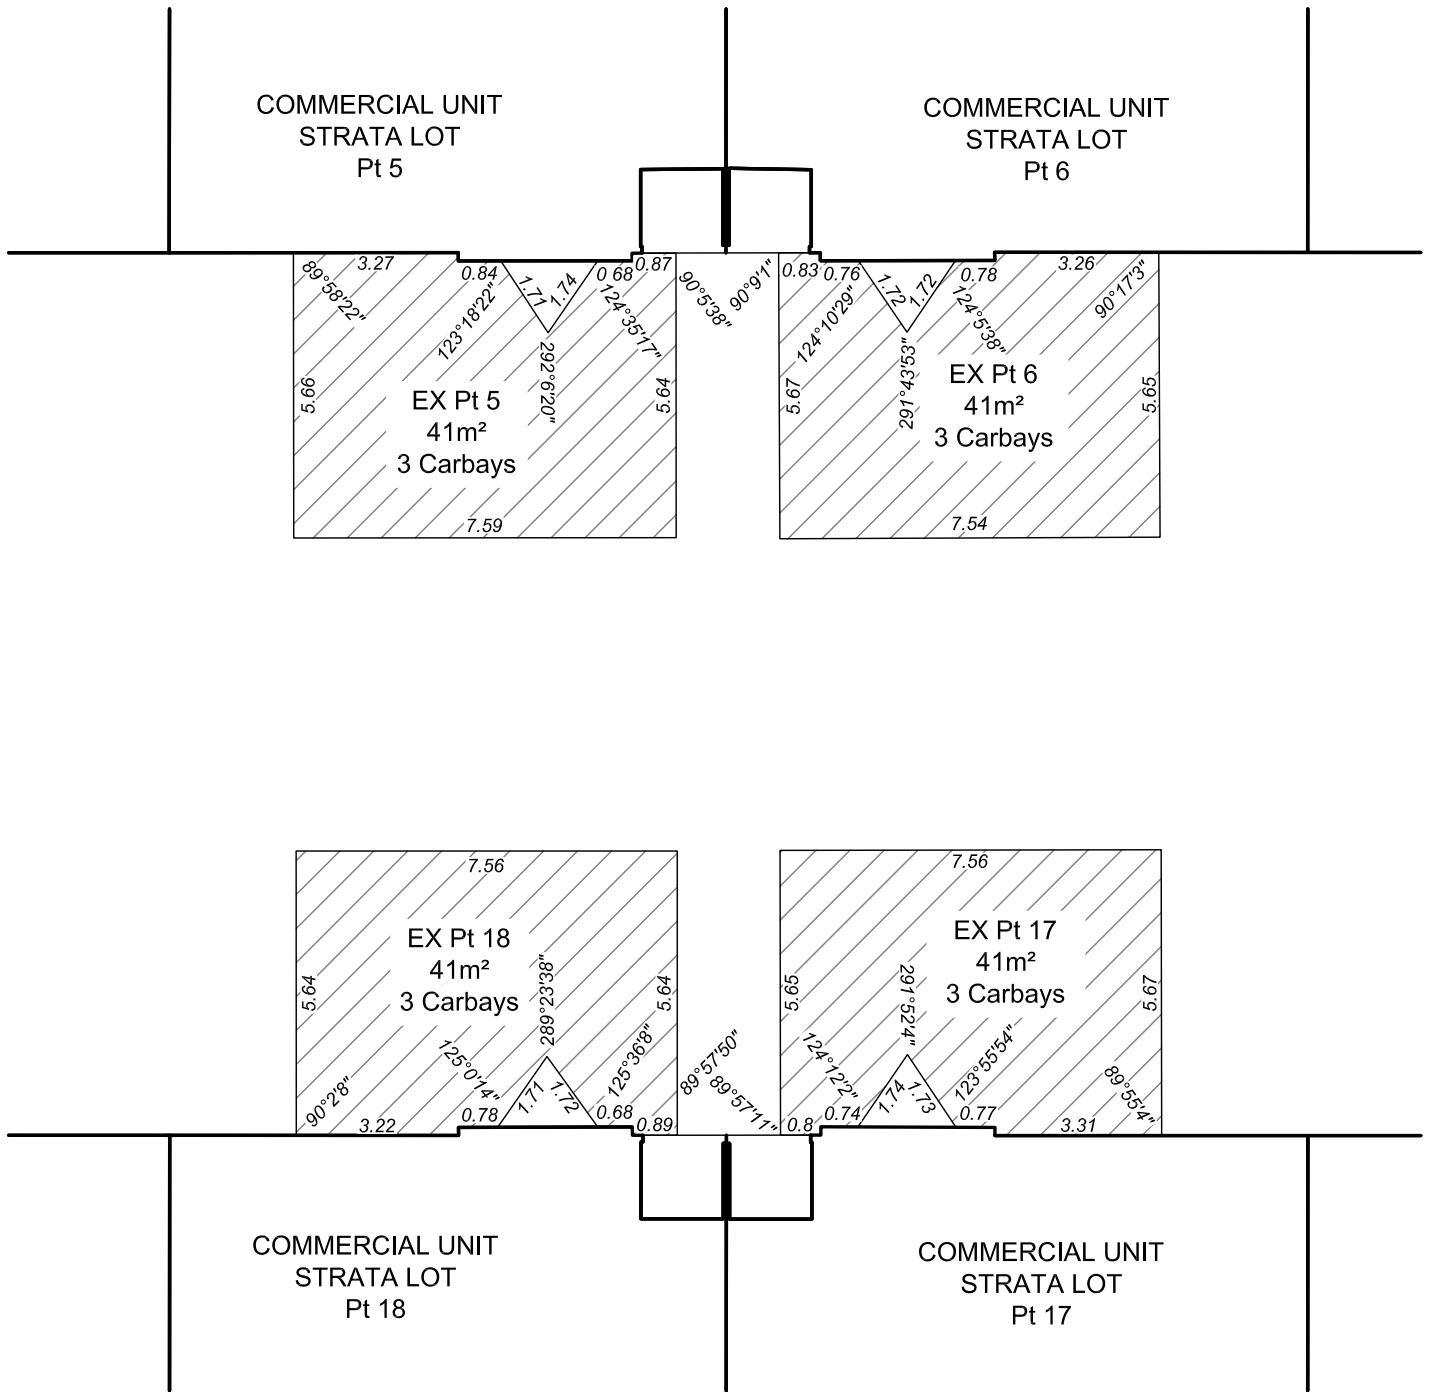 COMMERCIAL UNIT
STRATA LOT
Pt 5
COMMERCIAL UNIT
STRATA LOT
Pt 6
3.27
0.84
1.71
1.74
0.68
0.87
89°58'22"
123°18'22"
292°6'20"
124°35'17"
90°5'38"
5.66
5.64
EX Pt 5
41m²
3 Carbays
7.59
90°9'1"
0.83
0.76
1.72
1.72
0.78
3.26
124°10'29"
291°43'53"
124°5'38"
90°17'3"
5.67
5.65
EX Pt 6
41m²
3 Carbays
7.54
7.56
EX Pt 18
41m²
3 Carbays
5.64
5.64
289°23'38"
125°0'14"
125°36'8"
90°2'8"
89°57'50"
3.22
0.78
1.71
1.72
0.68
0.89
7.56
EX Pt 17
41m²
3 Carbays
5.65
5.67
291°52'4"
124°12'2"
123°55'54"
89°57'11"
89°55'4"
0.8
0.74
1.74
1.73
0.77
3.31
COMMERCIAL UNIT
STRATA LOT
Pt 18
COMMERCIAL UNIT
STRATA LOT
Pt 17